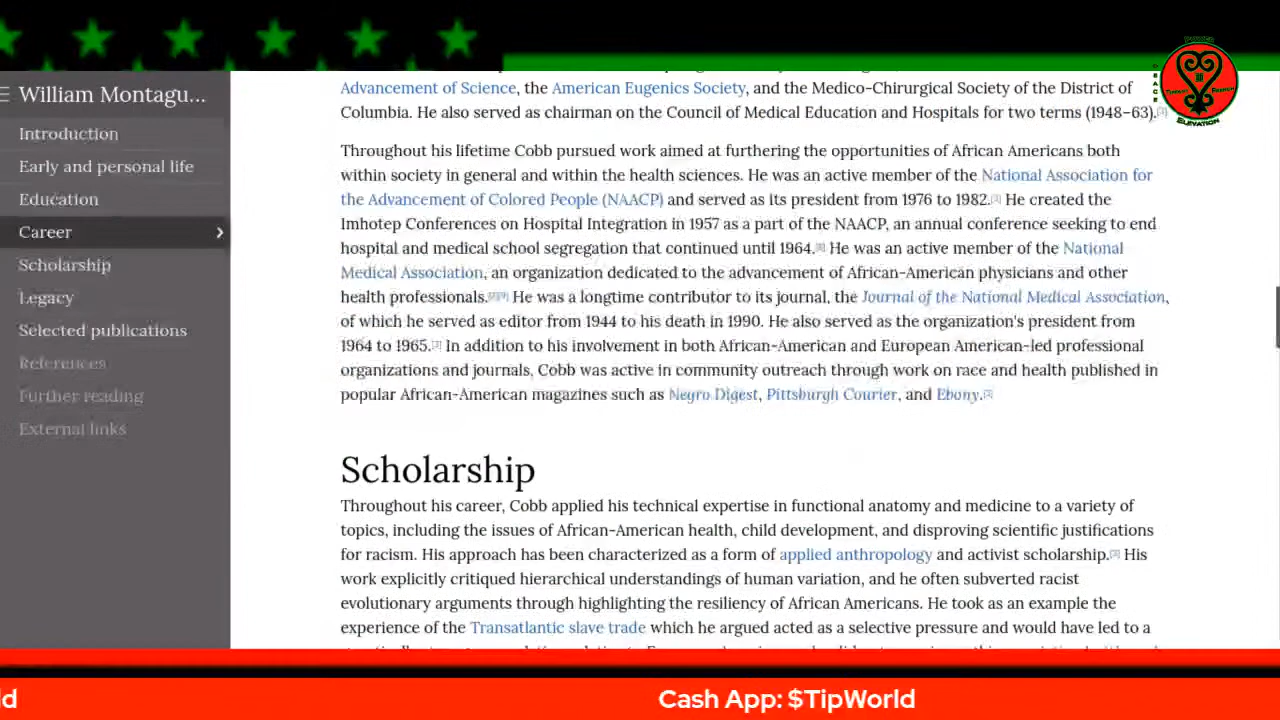 William Montagu...
Introduction
Early and personal life
Education
Career
Scholarship
Legacy
Selected publications
References
Further reading
External links
Advancement of Science, the American Eugenics Society, and the Medico-Chirurgical Society of the District of
Columbia. He also served as chairman on the Council of Medical Education and Hospitals for two terms (1948–63).
Throughout his lifetime Cobb pursued work aimed at furthering the opportunities of African Americans both
within society in general and within the health sciences. He was an active member of the National Association for
the Advancement of Colored People (NAACP) and served as its president from 1976 to 1982. He created the
Imhotep Conferences on Hospital Integration in 1957 as a part of the NAACP, an annual conference seeking to end
hospital and medical school segregation that continued until 1964. He was an active member of the National
Medical Association, an organization dedicated to the advancement of African-American physicians and other
health professionals. He was a longtime contributor to its journal, the Journal of the National Medical Association,
of which he served as editor from 1944 to his death in 1990. He also served as the organization's president from
1964 to 1965. In addition to his involvement in both African-American and European American-led professional
organizations and journals, Cobb was active in community outreach through work on race and health published in
popular African-American magazines such as Negro Digest, Pittsburgh Courier, and Ebony.
Scholarship
Throughout his career, Cobb applied his technical expertise in functional anatomy and medicine to a variety of
topics, including the issues of African-American health, child development, and disproving scientific justifications
for racism. His approach has been characterized as a form of applied anthropology and activist scholarship. His
work explicitly critiqued hierarchical understandings of human variation, and he often subverted racist
evolutionary arguments through highlighting the resiliency of African Americans. He took as an example the
experience of the Transatlantic slave trade which he argued acted as a selective pressure and would have led to a
ELEVATION
ld
Cash App: $TipWorld